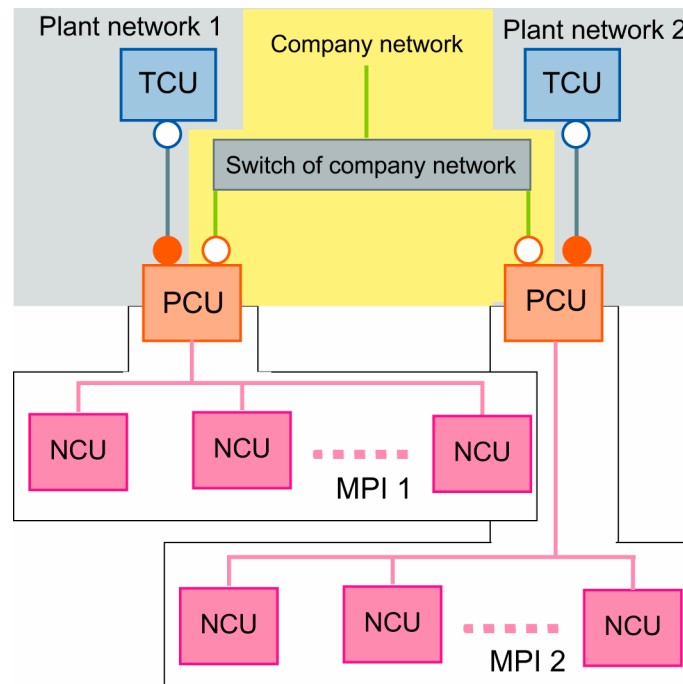 Plant network 1
Company network
Plant network 2
TCU
TCU
Switch of company network
PCU
PCU
NCU
NCU
NCU
MPI 1
NCU
NCU
NCU
MPI 2